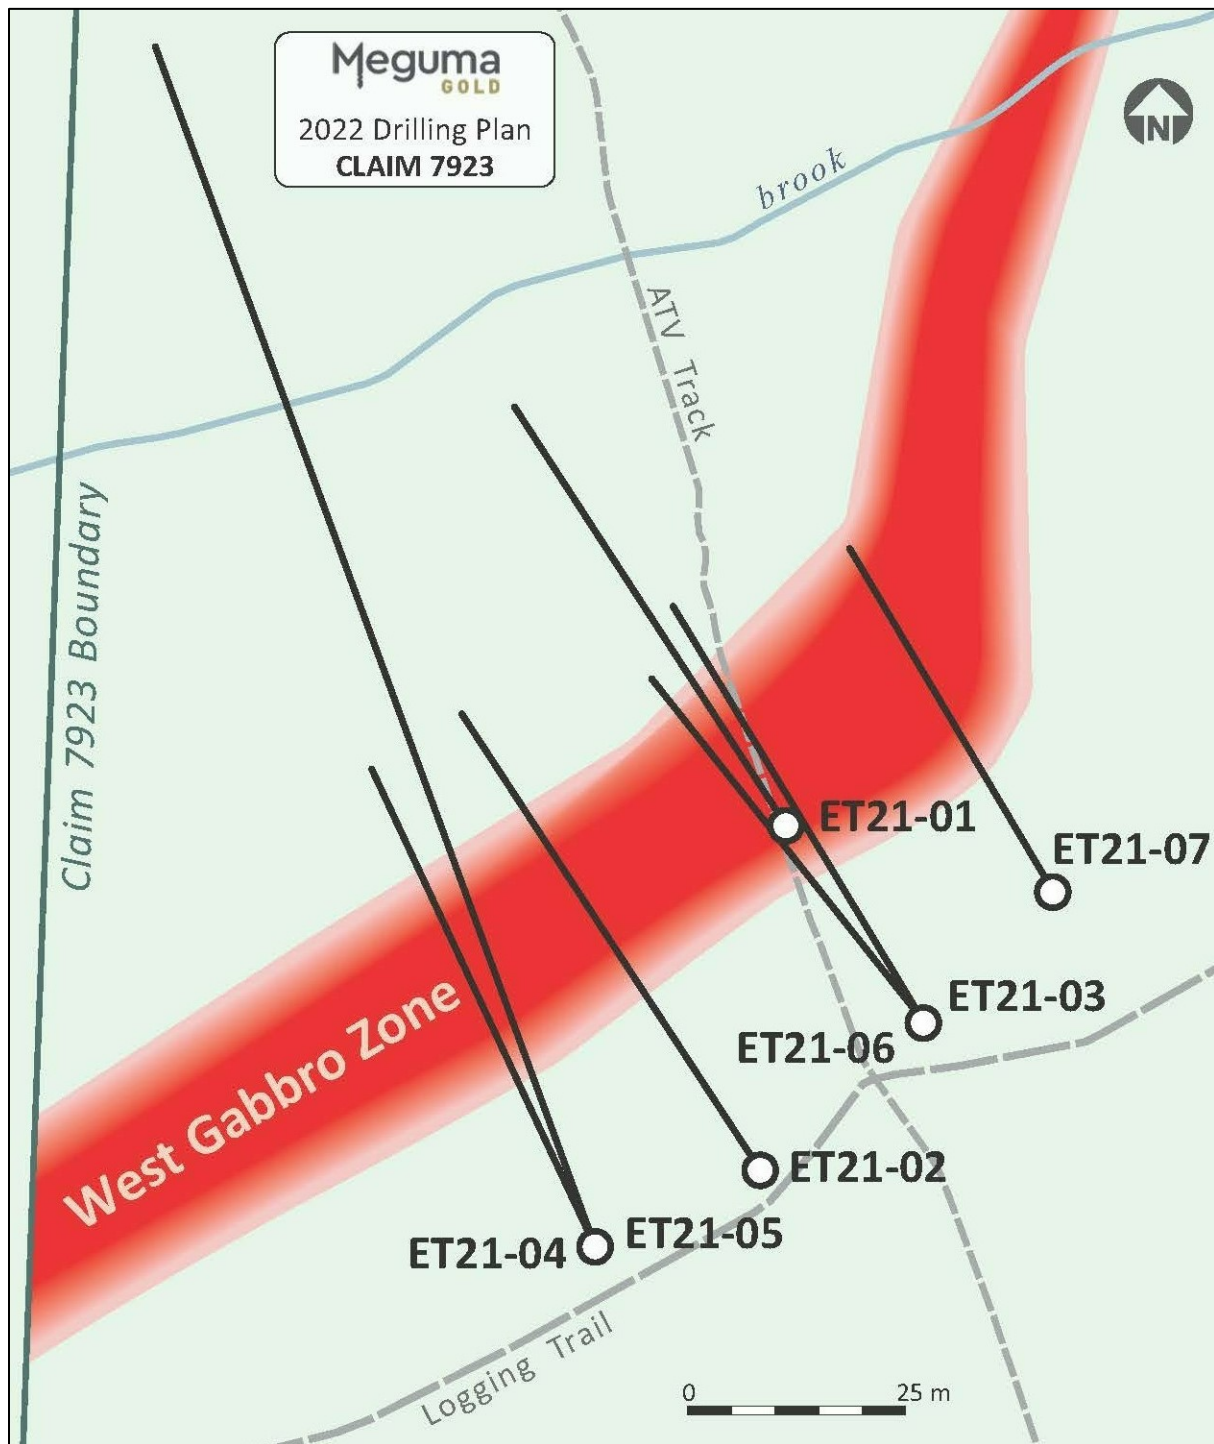 Meguma
GOLD
2022 Drilling Plan
CLAIM 7923
N
brook
ATV Track
Claim 7923 Boundary
ET21-01
ET21-07
ET21-03
ET21-06
West Gabbro Zone
ET21-02
ET21-05
ET21-04
Logging Trail
0 25 m